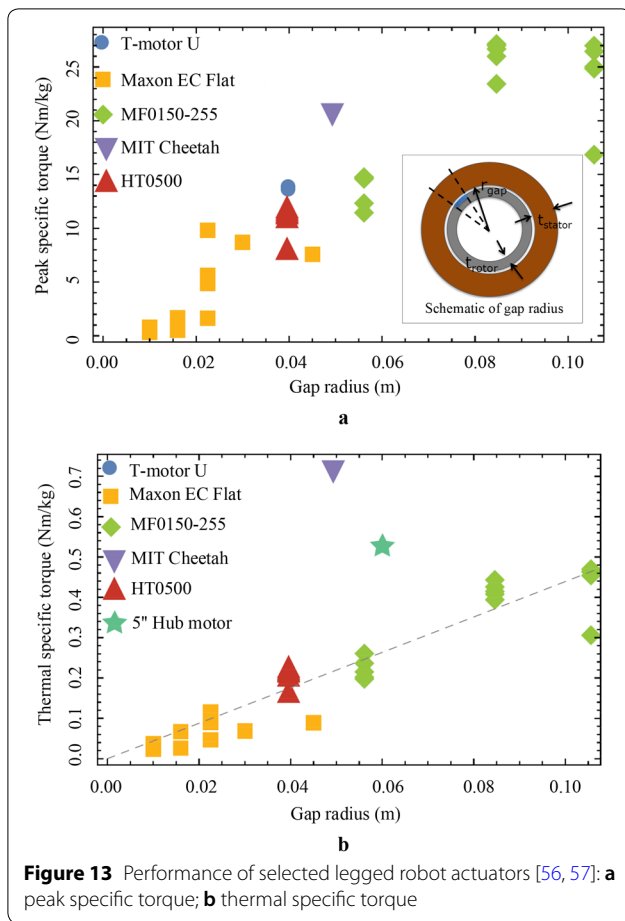 T-motor U
Maxon EC Flat
MF0150-255
MIT Cheetah
HT0500
Peak specific torque (Nm/kg)
25
20
15
10
5
0
r_gap
t_stator
t_rotor
Schematic of gap radius
0.00 0.02 0.04 0.06 0.08 0.10
Gap radius (m)
a
T-motor U
Maxon EC Flat
MF0150-255
MIT Cheetah
HT0500
5" Hub motor
Thermal specific torque (Nm/kg)
0.7
0.6
0.5
0.4
0.3
0.2
0.1
0.0
0.00 0.02 0.04 0.06 0.08 0.10
Gap radius (m)
b
Figure 13 Performance of selected legged robot actuators [56, 57]: a
peak specific torque; b thermal specific torque